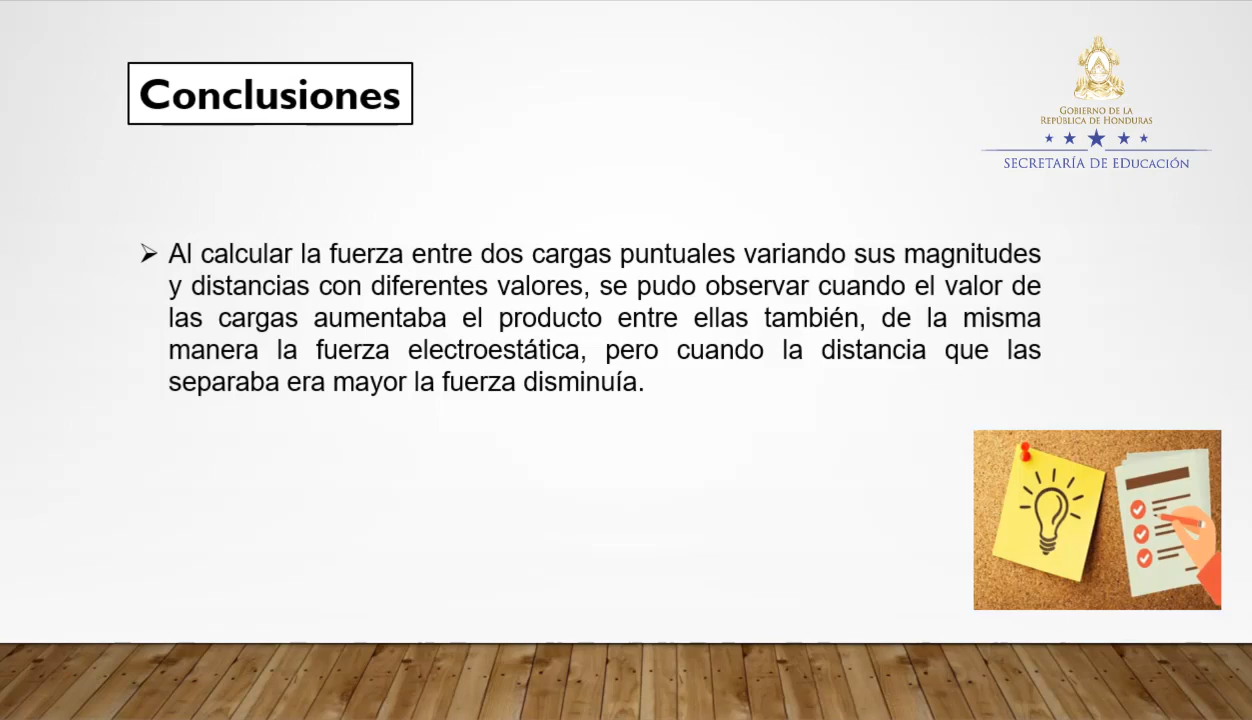 Conclusiones
GOBIERNO DE LA
REPÚBLICA DE HONDURAS
SECRETARÍA DE EDUCACIÓN
➢ Al calcular la fuerza entre dos cargas puntuales variando sus magnitudes
y distancias con diferentes valores, se pudo observar cuando el valor de
las cargas aumentaba el producto entre ellas también, de la misma
manera la fuerza electroestática, pero cuando la distancia que las
separaba era mayor la fuerza disminuía.